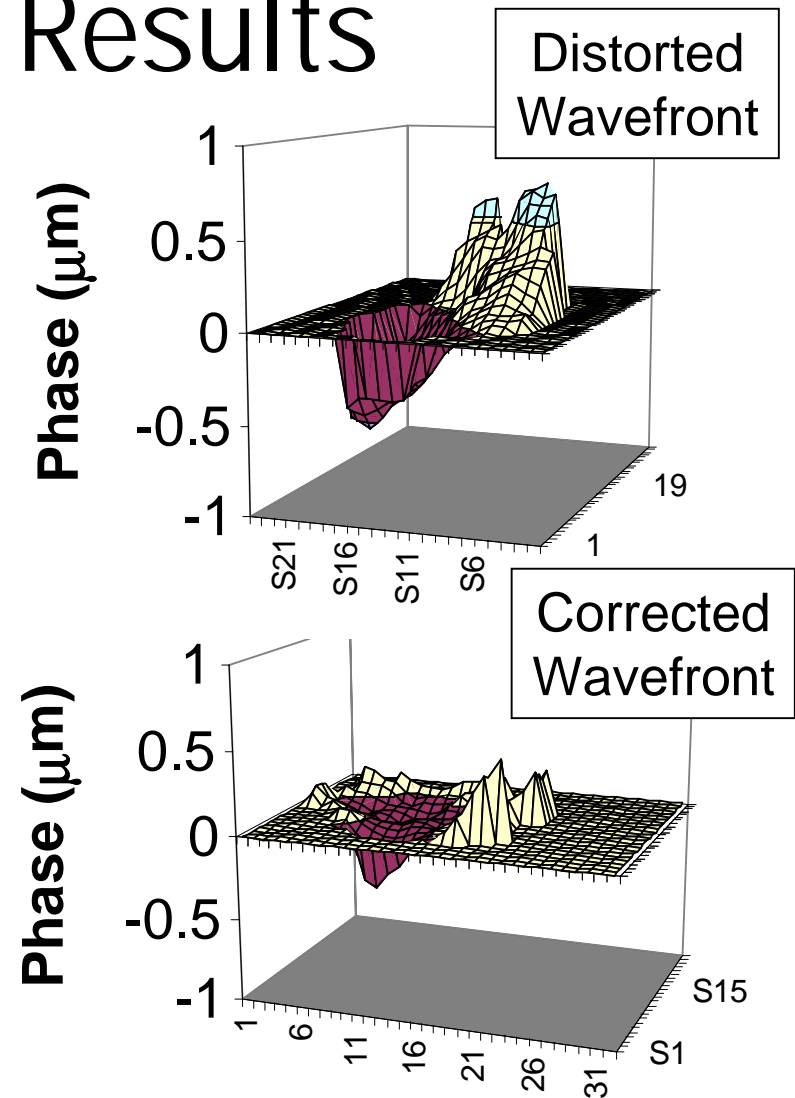 Results
Distorted
Wavefront
Phase (μm)
1
0.5
0
-0.5
-1
S21
S16
S11
S6
1
19
Corrected
Wavefront
Phase (μm)
1
0.5
0
-0.5
-1
1
6
11
16
21
26
31
S1
S15